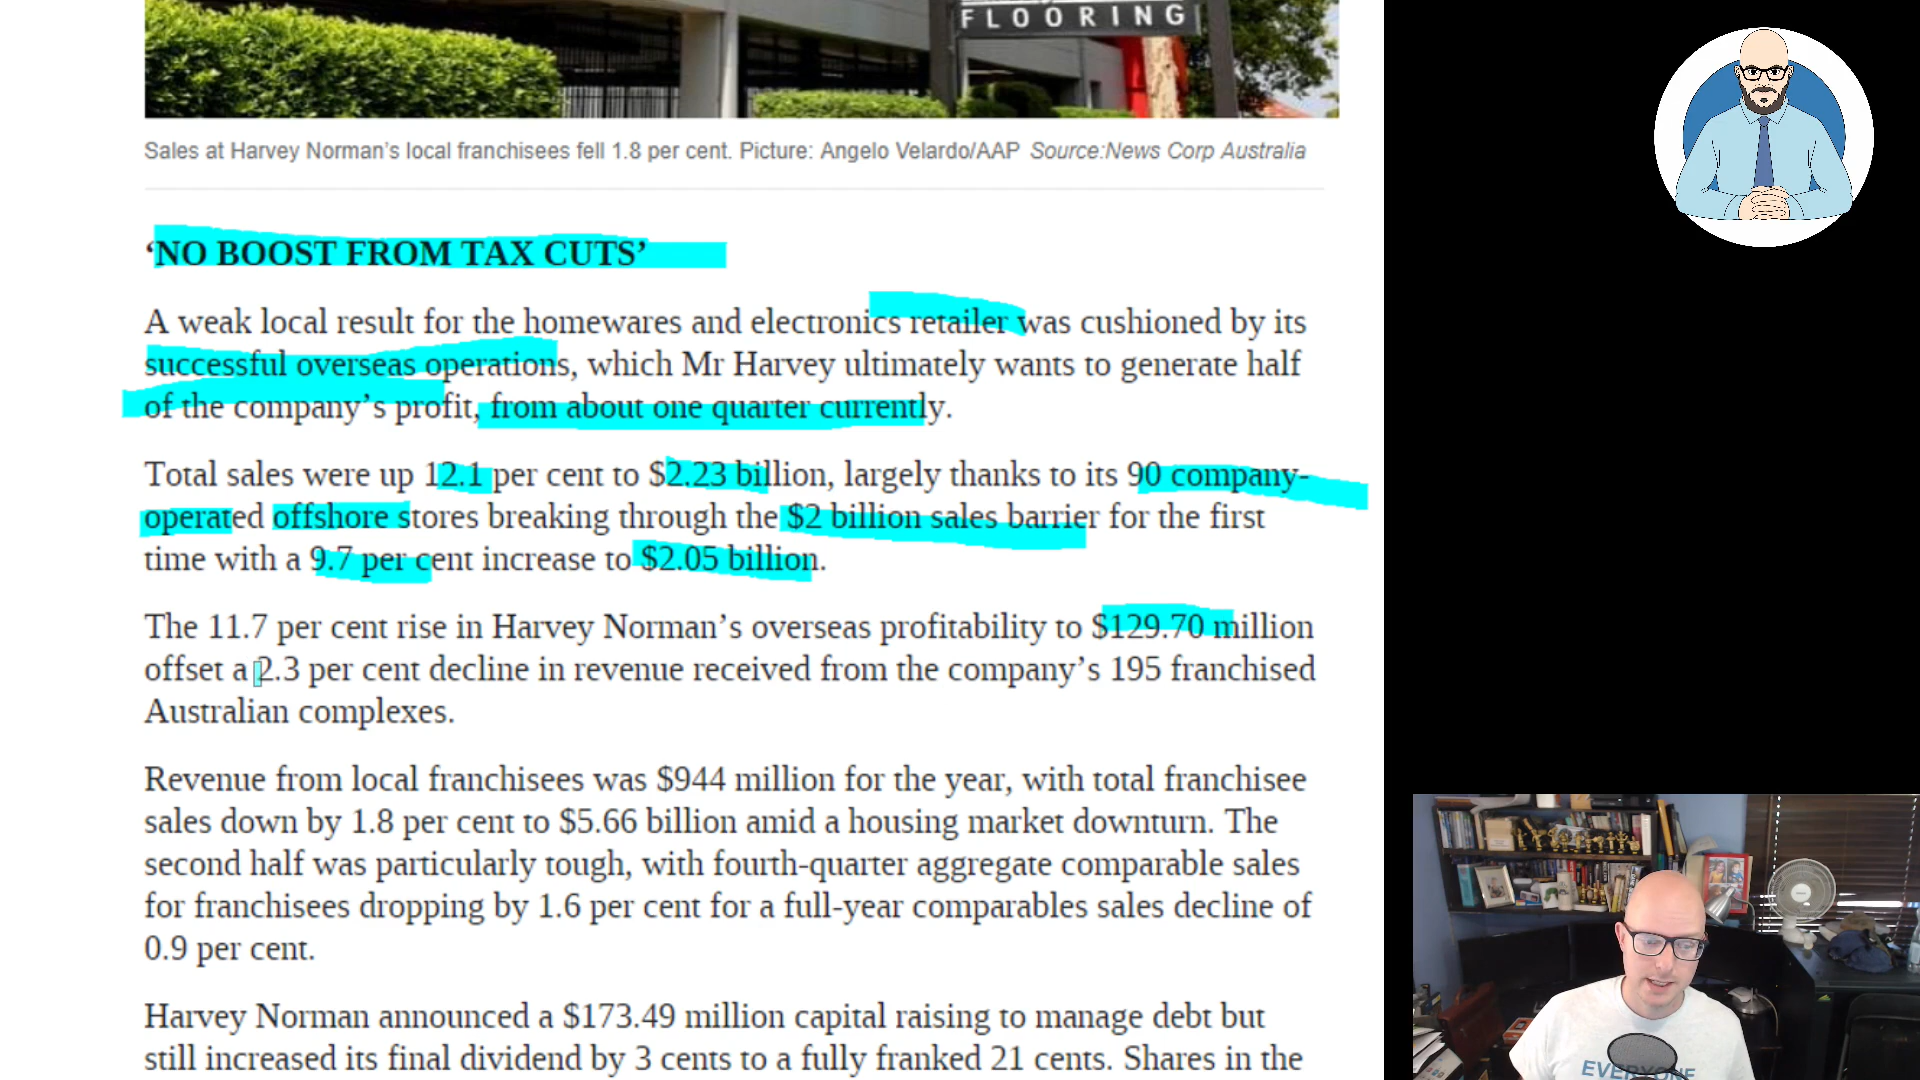 FLOORING
Sales at Harvey Norman’s local franchisees fell 1.8 per cent. Picture: Angelo Velardo/AAP Source:News Corp Australia
‘NO BOOST FROM TAX CUTS’
A weak local result for the homewares and electronics retailer was cushioned by its
successful overseas operations, which Mr Harvey ultimately wants to generate half
of the company’s profit, from about one quarter currently.
Total sales were up 12.1 per cent to $2.23 billion, largely thanks to its 90 company-
operated offshore stores breaking through the $2 billion sales barrier for the first
time with a 9.7 per cent increase to $2.05 billion.
The 11.7 per cent rise in Harvey Norman’s overseas profitability to $129.70 million
offset a 2.3 per cent decline in revenue received from the company’s 195 franchised
Australian complexes.
Revenue from local franchisees was $944 million for the year, with total franchisee
sales down by 1.8 per cent to $5.66 billion amid a housing market downturn. The
second half was particularly tough, with fourth-quarter aggregate comparable sales
for franchisees dropping by 1.6 per cent for a full-year comparables sales decline of
0.9 per cent.
Harvey Norman announced a $173.49 million capital raising to manage debt but
still increased its final dividend by 3 cents to a fully franked 21 cents. Shares in the
EVERYONE